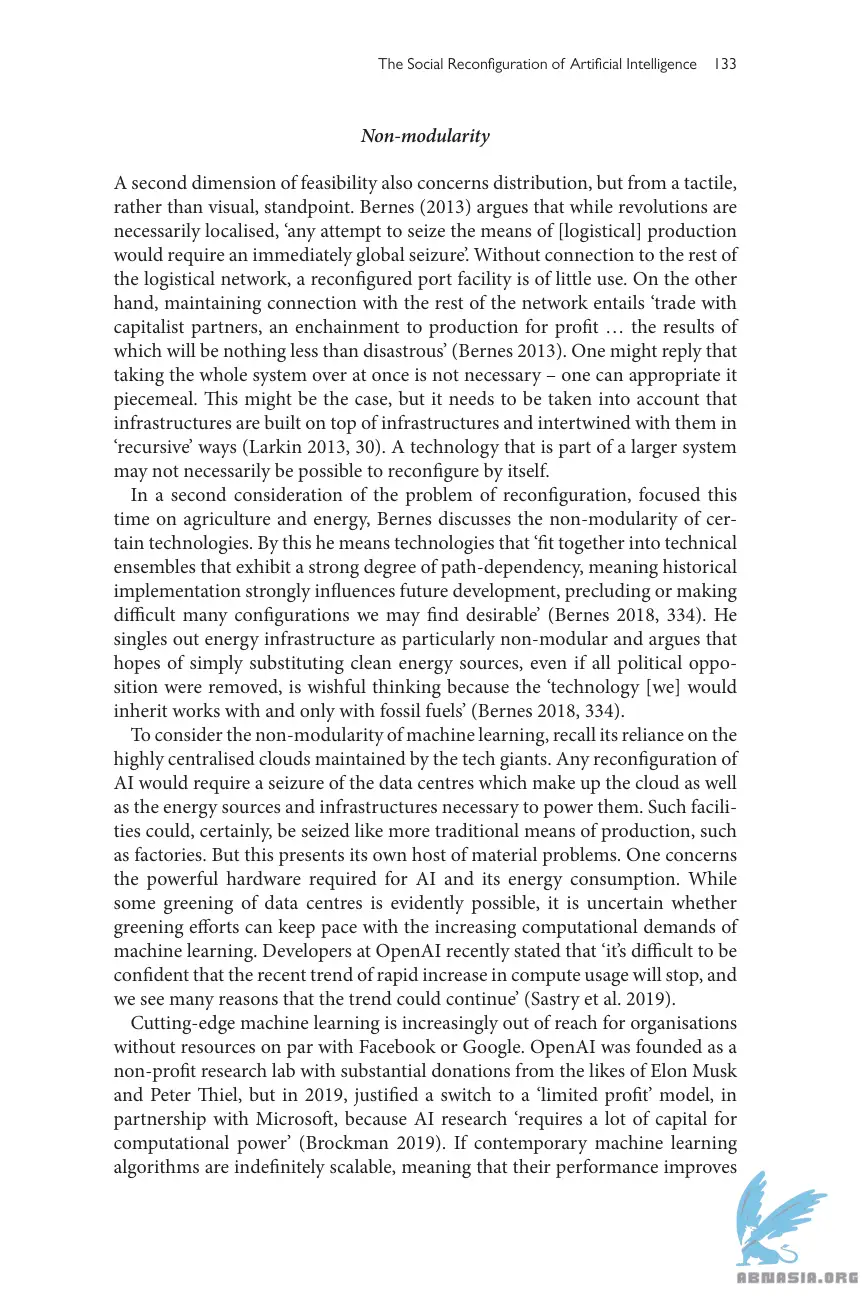 The Social Reconfiguration of Artificial Intelligence 133
Non-modularity
A second dimension of feasibility also concerns distribution, but from a tactile,
rather than visual, standpoint. Bernes (2013) argues that while revolutions are
necessarily localised, ‘any attempt to seize the means of [logistical] production
would require an immediately global seizure’. Without connection to the rest of
the logistical network, a reconfigured port facility is of little use. On the other
hand, maintaining connection with the rest of the network entails ‘trade with
capitalist partners, an enchainment to production for profit … the results of
which will be nothing less than disastrous’ (Bernes 2013). One might reply that
taking the whole system over at once is not necessary – one can appropriate it
piecemeal. This might be the case, but it needs to be taken into account that
infrastructures are built on top of infrastructures and intertwined with them in
‘recursive’ ways (Larkin 2013, 30). A technology that is part of a larger system
may not necessarily be possible to reconfigure by itself.
In a second consideration of the problem of reconfiguration, focused this
time on agriculture and energy, Bernes discusses the non-modularity of cer-
tain technologies. By this he means technologies that ‘fit together into technical
ensembles that exhibit a strong degree of path-dependency, meaning historical
implementation strongly influences future development, precluding or making
difficult many configurations we may find desirable’ (Bernes 2018, 334). He
singles out energy infrastructure as particularly non-modular and argues that
hopes of simply substituting clean energy sources, even if all political oppo-
sition were removed, is wishful thinking because the ‘technology [we] would
inherit works with and only with fossil fuels’ (Bernes 2018, 334).
To consider the non-modularity of machine learning, recall its reliance on the
highly centralised clouds maintained by the tech giants. Any reconfiguration of
AI would require a seizure of the data centres which make up the cloud as well
as the energy sources and infrastructures necessary to power them. Such facili-
ties could, certainly, be seized like more traditional means of production, such
as factories. But this presents its own host of material problems. One concerns
the powerful hardware required for AI and its energy consumption. While
some greening of data centres is evidently possible, it is uncertain whether
greening efforts can keep pace with the increasing computational demands of
machine learning. Developers at OpenAI recently stated that ‘it’s difficult to be
confident that the recent trend of rapid increase in compute usage will stop, and
we see many reasons that the trend could continue’ (Sastry et al. 2019).
Cutting-edge machine learning is increasingly out of reach for organisations
without resources on par with Facebook or Google. OpenAI was founded as a
non-profit research lab with substantial donations from the likes of Elon Musk
and Peter Thiel, but in 2019, justified a switch to a ‘limited profit’ model, in
partnership with Microsoft, because AI research ‘requires a lot of capital for
computational power’ (Brockman 2019). If contemporary machine learning
algorithms are indefinitely scalable, meaning that their performance improves
ABNASIA.ORG